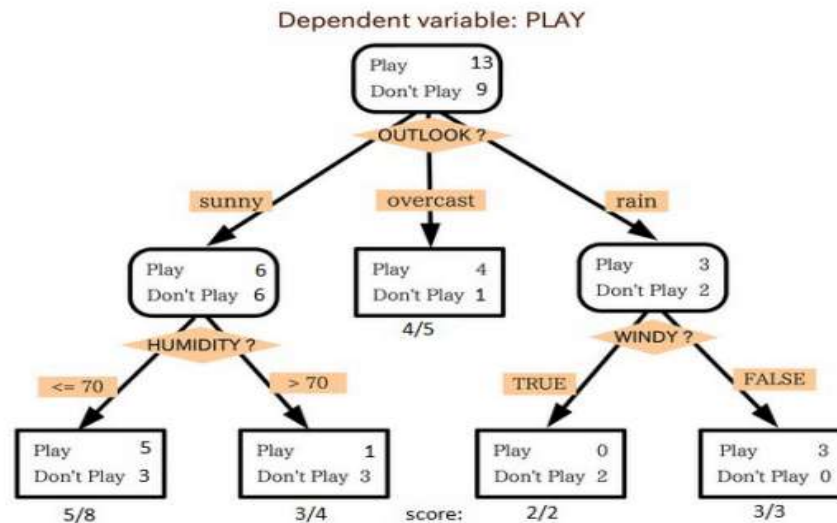 Dependent variable: PLAY
Play 13
Don't Play 9
OUTLOOK ?
sunny
overcast
rain
Play 6
Don't Play 6
Play 4
Don't Play 1
4/5
Play 3
Don't Play 2
HUMIDITY ?
WINDY ?
<= 70
> 70
TRUE
FALSE
Play 5
Don't Play 3
Play 1
Don't Play 3
Play 0
Don't Play 2
Play 3
Don't Play 0
5/8
3/4
score:
2/2
3/3